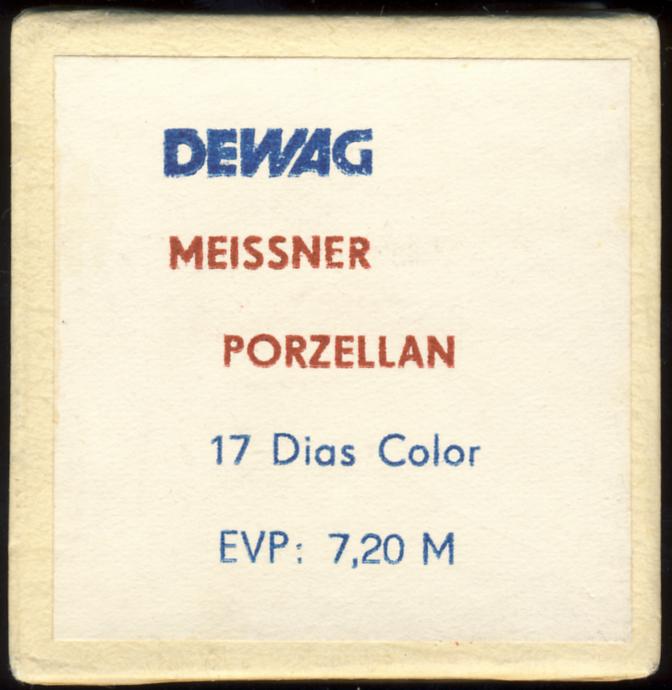 DEWAG
MEISSNER
PORZELLAN
17 Dias Color
EVP: 7,20 M